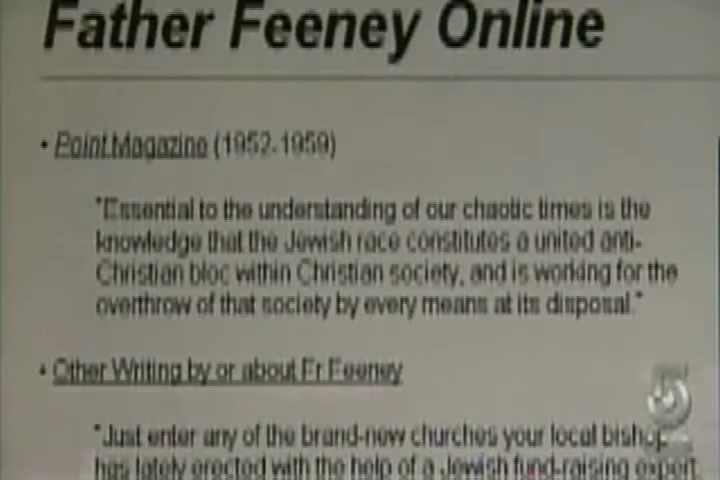 Father Feeney Online
• Point Magazine (1952-1959)
"Essential to the understanding of our chaotic times is the
knowledge that the Jewish race constitutes a united anti-
Christian bloc within Christian society, and is working for the
overthrow of that society by every means at its disposal."
• Other Writing by or about Fr Feeney
"Just enter any of the brand-new churches your local bishop
has lately erected with the help of a Jewish fund-raising expert,
5